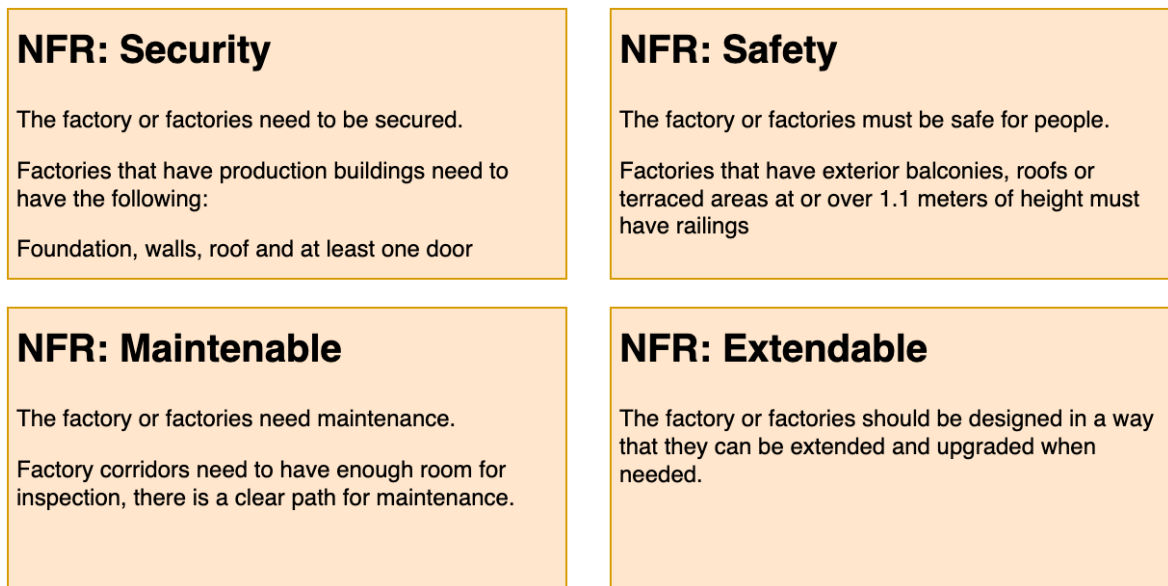 NFR: Security
The factory or factories need to be secured.
Factories that have production buildings need to
have the following:
Foundation, walls, roof and at least one door
NFR: Safety
The factory or factories must be safe for people.
Factories that have exterior balconies, roofs or
terraced areas at or over 1.1 meters of height must
have railings
NFR: Maintenable
The factory or factories need maintenance.
Factory corridors need to have enough room for
inspection, there is a clear path for maintenance.
NFR: Extendable
The factory or factories should be designed in a way
that they can be extended and upgraded when
needed.